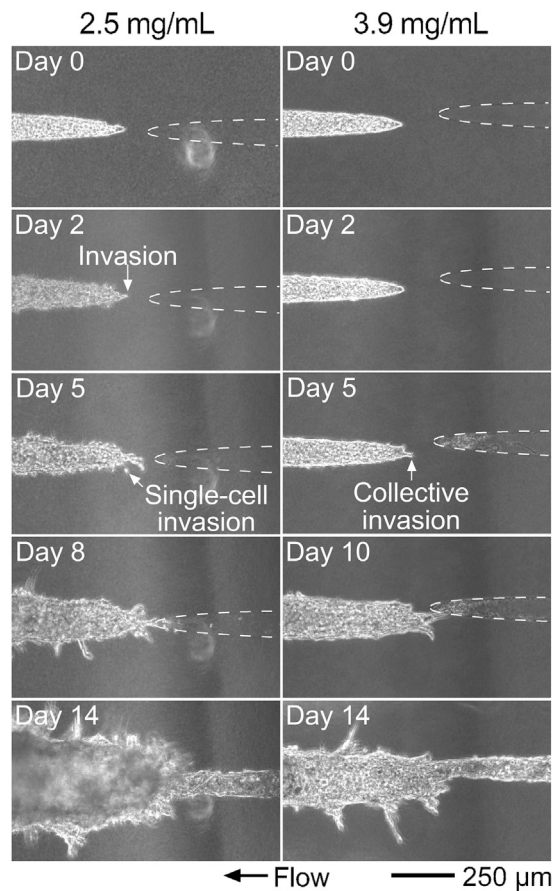 2.5 mg/mL
3.9 mg/mL
Day 0
Day 0
Day 2
Invasion
Day 2
Day 5
Single-cell
invasion
Day 5
Collective
invasion
Day 8
Day 10
Day 14
Day 14
Flow
250 µm